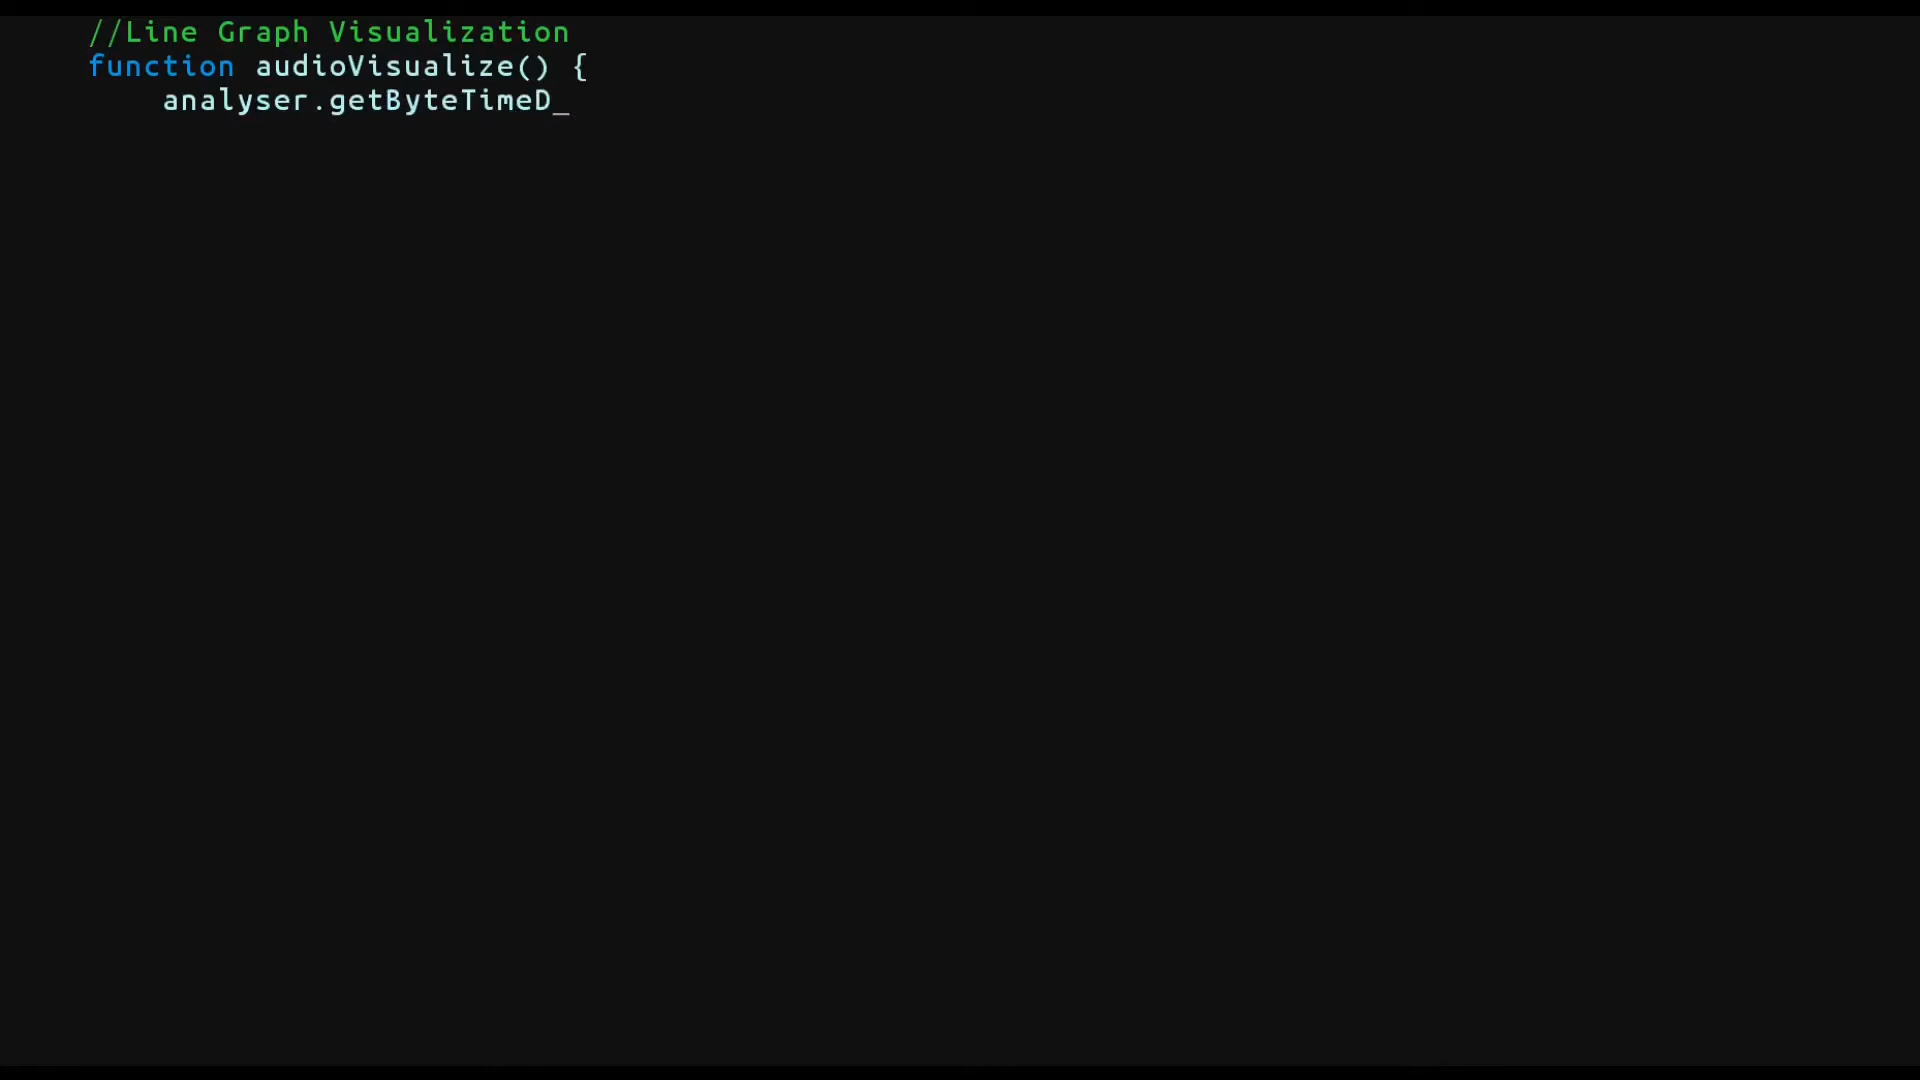 //Line Graph Visualization
function audioVisualize() {
analyser.getByteTimeD_